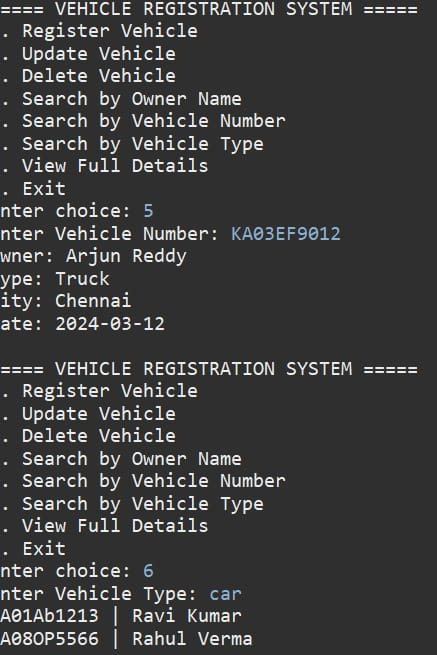 ==== VEHICLE REGISTRATION SYSTEM =====
. Register Vehicle
. Update Vehicle
. Delete Vehicle
. Search by Owner Name
. Search by Vehicle Number
. Search by Vehicle Type
. View Full Details
. Exit
nter choice: 5
nter Vehicle Number: KA03EF9012
wner: Arjun Reddy
ype: Truck
ity: Chennai
ate: 2024-03-12
==== VEHICLE REGISTRATION SYSTEM =====
. Register Vehicle
. Update Vehicle
. Delete Vehicle
. Search by Owner Name
. Search by Vehicle Number
. Search by Vehicle Type
. View Full Details
. Exit
nter choice: 6
nter Vehicle Type: car
A01Ab1213 | Ravi Kumar
A08OP5566 | Rahul Verma